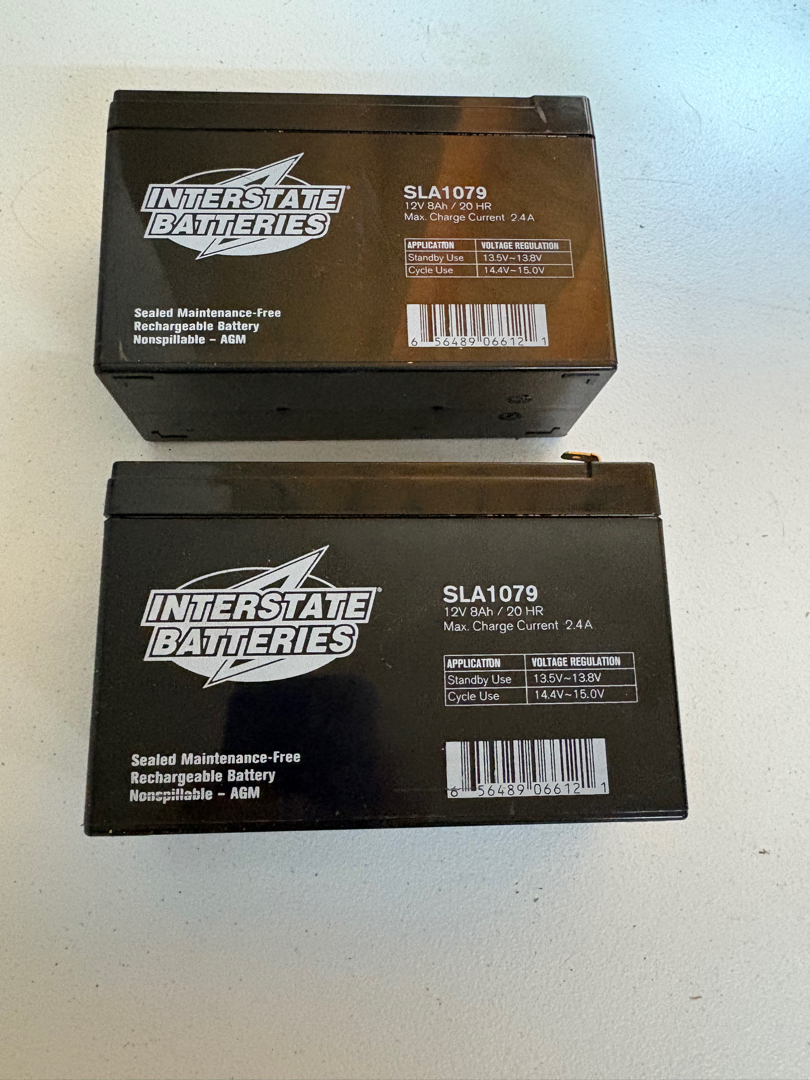 INTERSTATE
BATTERIES
SLA1079
12V 8Ah / 20 HR
Max. Charge Current 2.4A
APPLICATION VOLTAGE REGULATION
Standby Use 13.5V~13.8V
Cycle Use 14.4V~15.0V
Sealed Maintenance-Free
Rechargeable Battery
Nonspillable – AGM
6 56489 06612 1
INTERSTATE
BATTERIES
SLA1079
12V 8Ah / 20 HR
Max. Charge Current 2.4A
APPLICATION VOLTAGE REGULATION
Standby Use 13.5V~13.8V
Cycle Use 14.4V~15.0V
Sealed Maintenance-Free
Rechargeable Battery
Nonspillable – AGM
6 56489 06612 1